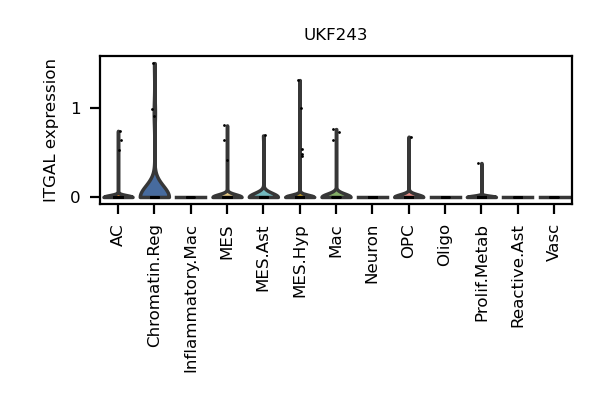 UKF243
ITGAL expression
1
0
AC
Chromatin.Reg
Inflammatory.Mac
MES
MES.Ast
MES.Hyp
Mac
Neuron
OPC
Oligo
Prolif.Metab
Reactive.Ast
Vasc